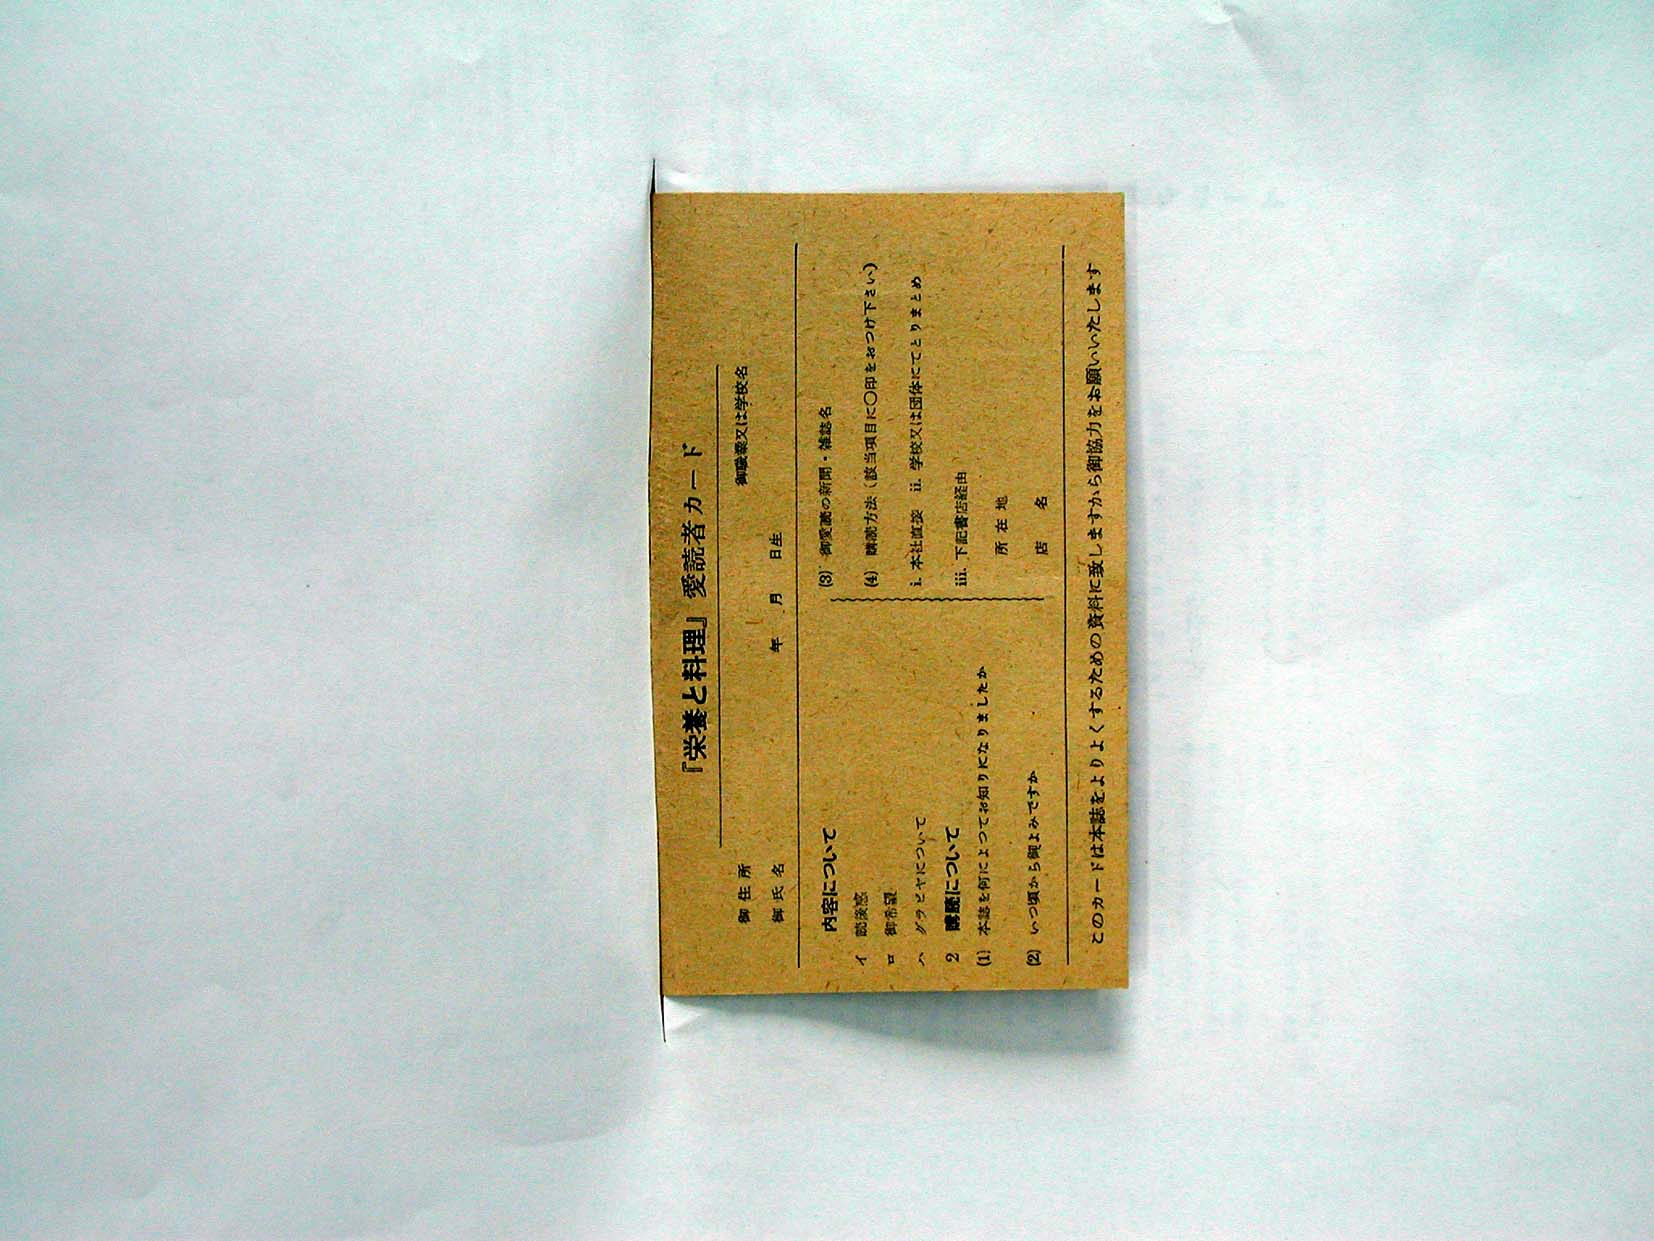 『栄養と料理』愛読者カード
御住所 御職業又は学校名
御氏名 年 月 日生
内容について
イ 読後感
ロ 御希望
ハ グラビヤについて
2 購読について
(1) 本誌を何によつてお知りになりましたか
(2) いつ頃から御よみですか
(3) 御愛読の新聞・雑誌名
(4) 購読方法(該当項目に〇印をおつけ下さい)
i. 本社直接 ii. 学校又は団体にてとりまとめ
iii. 下記書店経由
所在地
店名
このカードは本誌をよりよくするための資料に致しますから御協力をお願いいたします